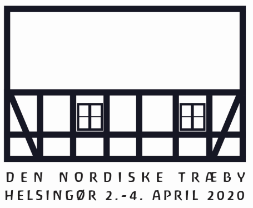 DEN NORDISKE TRÆBY
HELSINGØR 2.-4. APRIL 2020